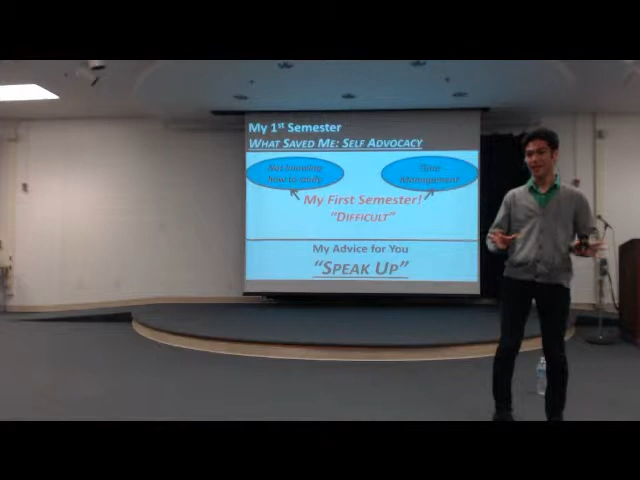 My 1st Semester
What Saved Me: Self Advocacy
Not knowing
how to study
Time
Management
My First Semester!
"Difficult"
My Advice for You
"Speak Up"